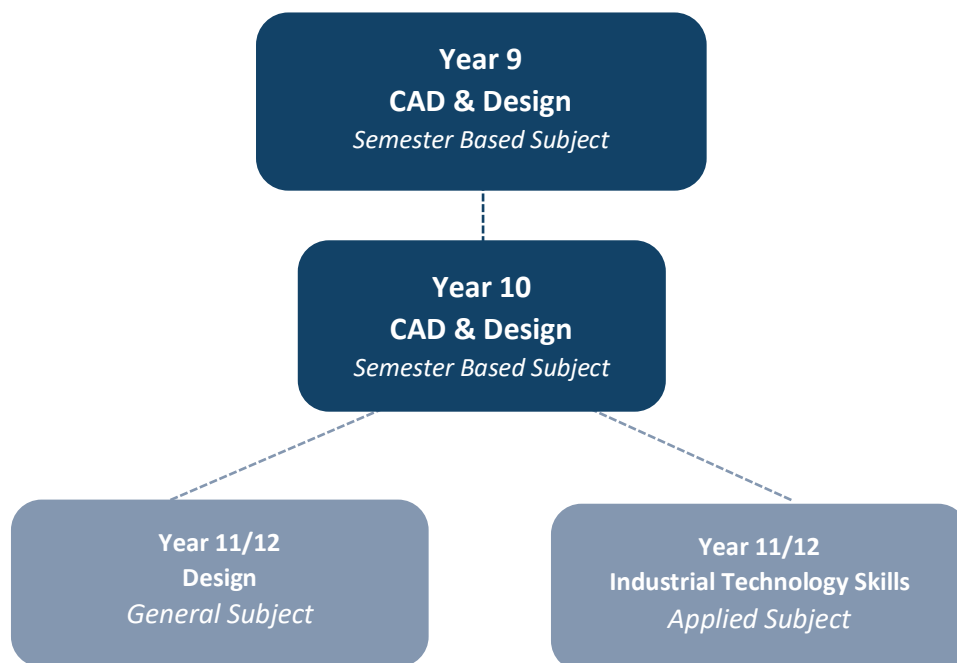 Year 9
CAD & Design
Semester Based Subject
Year 10
CAD & Design
Semester Based Subject
Year 11/12
Design
General Subject
Year 11/12
Industrial Technology Skills
Applied Subject